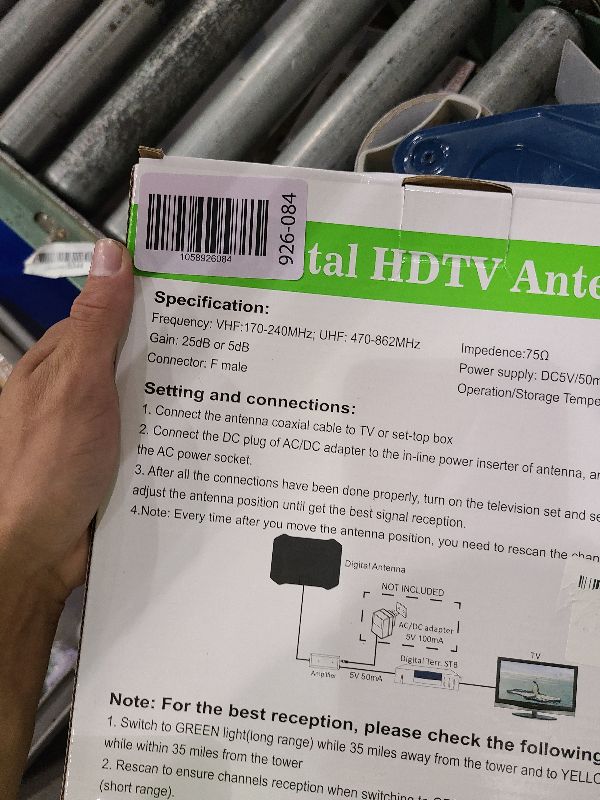 1058926084
926-084
tal HDTV Ante
Specification:
Frequency: VHF:170-240MHz; UHF: 470-862MHz
Gain: 25dB or 5dB
Connector: F male
Impedence:75Ω
Power supply: DC5V/50m
Operation/Storage Tempe
Setting and connections:
1. Connect the antenna coaxial cable to TV or set-top box
2. Connect the DC plug of AC/DC adapter to the in-line power inserter of antenna, an
the AC power socket.
3. After all the connections have been done properly, turn on the television set and se
adjust the antenna position until get the best signal reception.
4.Note: Every time after you move the antenna position, you need to rescan the chan
Digital Antenna
NOT INCLUDED
AC/DC adapter
5V 100mA
Digital Terr. STB
TV
Amplifier
5V 50mA
Note: For the best reception, please check the following
1. Switch to GREEN light(long range) while 35 miles away from the tower and to YELLO
while within 35 miles from the tower
2. Rescan to ensure channels reception when switching to
(short range).